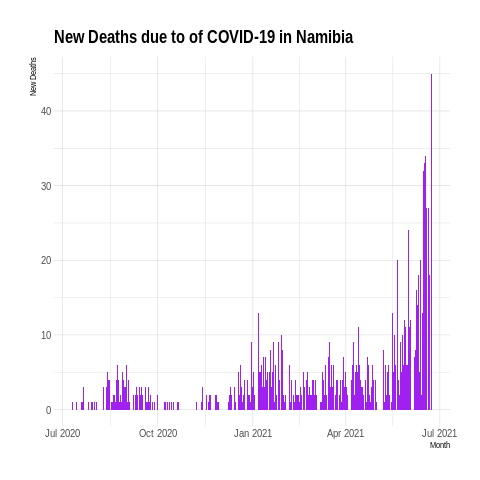 New Deaths due to of COVID-19 in Namibia
New Deaths
40
30
20
10
0
Jul 2020 Oct 2020 Jan 2021 Apr 2021 Jul 2021
Month